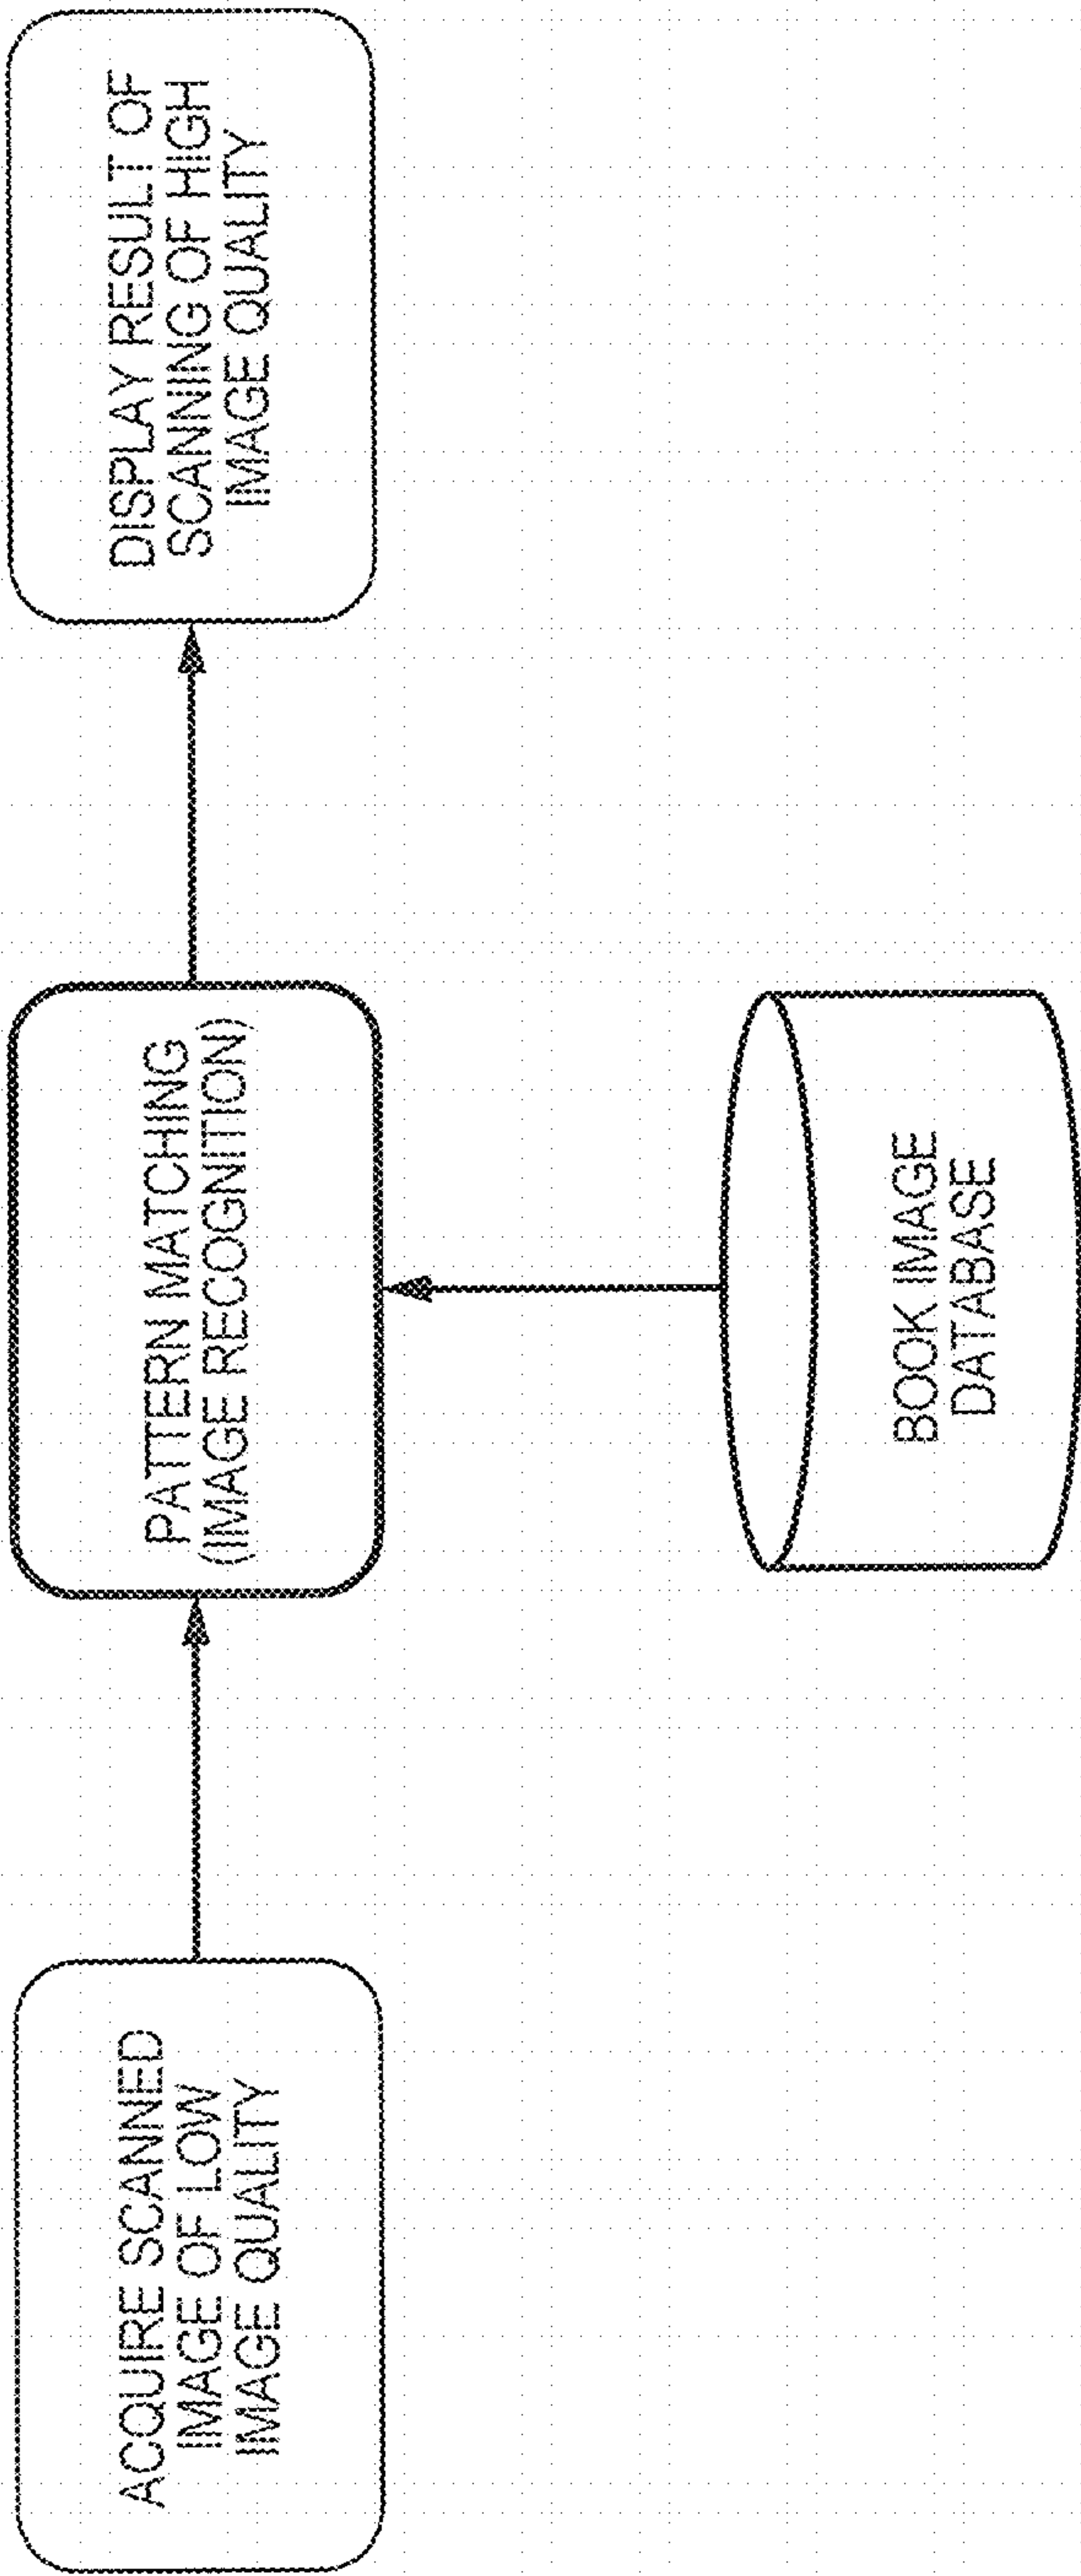 ACQUIRE SCANNED
IMAGE OF LOW
IMAGE QUALITY
PATTERN MATCHING
(IMAGE RECOGNITION)
DISPLAY RESULT OF
SCANNING OF HIGH
IMAGE QUALITY
BOOK IMAGE
DATABASE